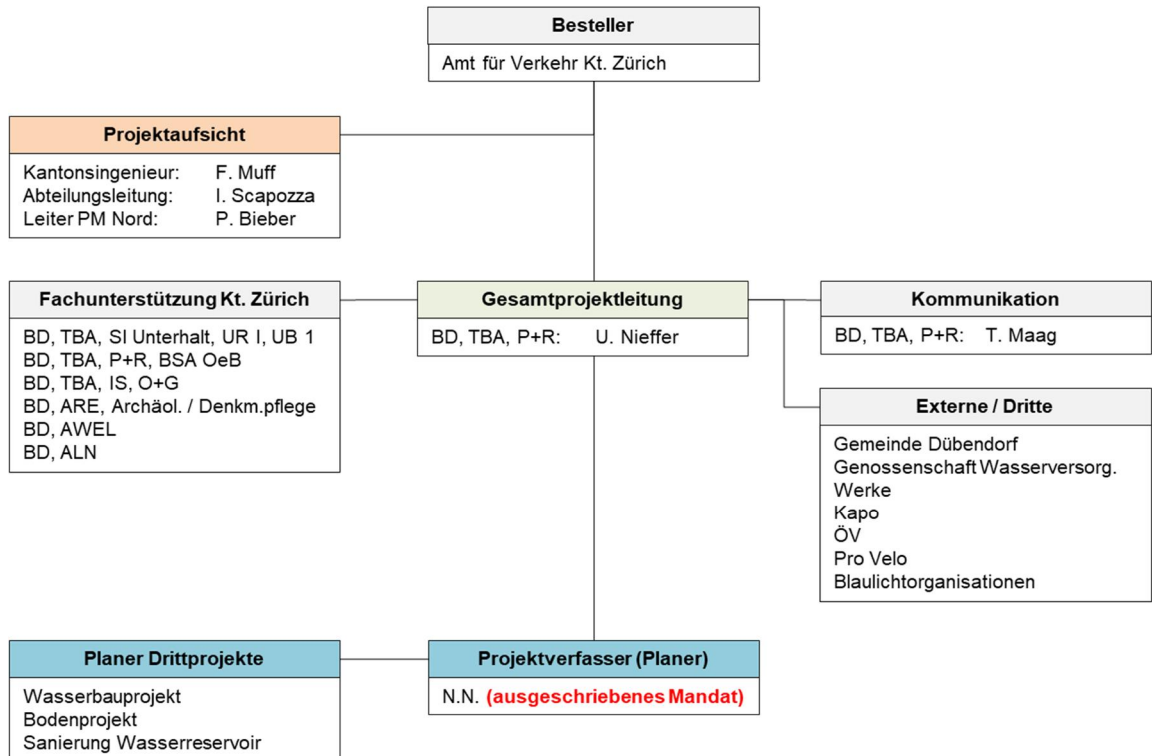 Besteller
Amt für Verkehr Kt. Zürich
Projektaufsicht
Kantonsingenieur: F. Muff
Abteilungsleitung: I. Scapozza
Leiter PM Nord: P. Bieber
Fachunterstützung Kt. Zürich
BD, TBA, SI Unterhalt, UR I, UB 1
BD, TBA, P+R, BSA OeB
BD, TBA, IS, O+G
BD, ARE, Archäol. / Denkm.pflege
BD, AWEL
BD, ALN
Gesamtprojektleitung
BD, TBA, P+R: U. Nieffer
Kommunikation
BD, TBA, P+R: T. Maag
Externe / Dritte
Gemeinde Dübendorf
Genossenschaft Wasserversorg.
Werke
Kapo
ÖV
Pro Velo
Blaulichtorganisationen
Planer Drittprojekte
Wasserbauprojekt
Bodenprojekt
Sanierung Wasserreservoir
Projektverfasser (Planer)
N.N. (ausgeschriebenes Mandat)